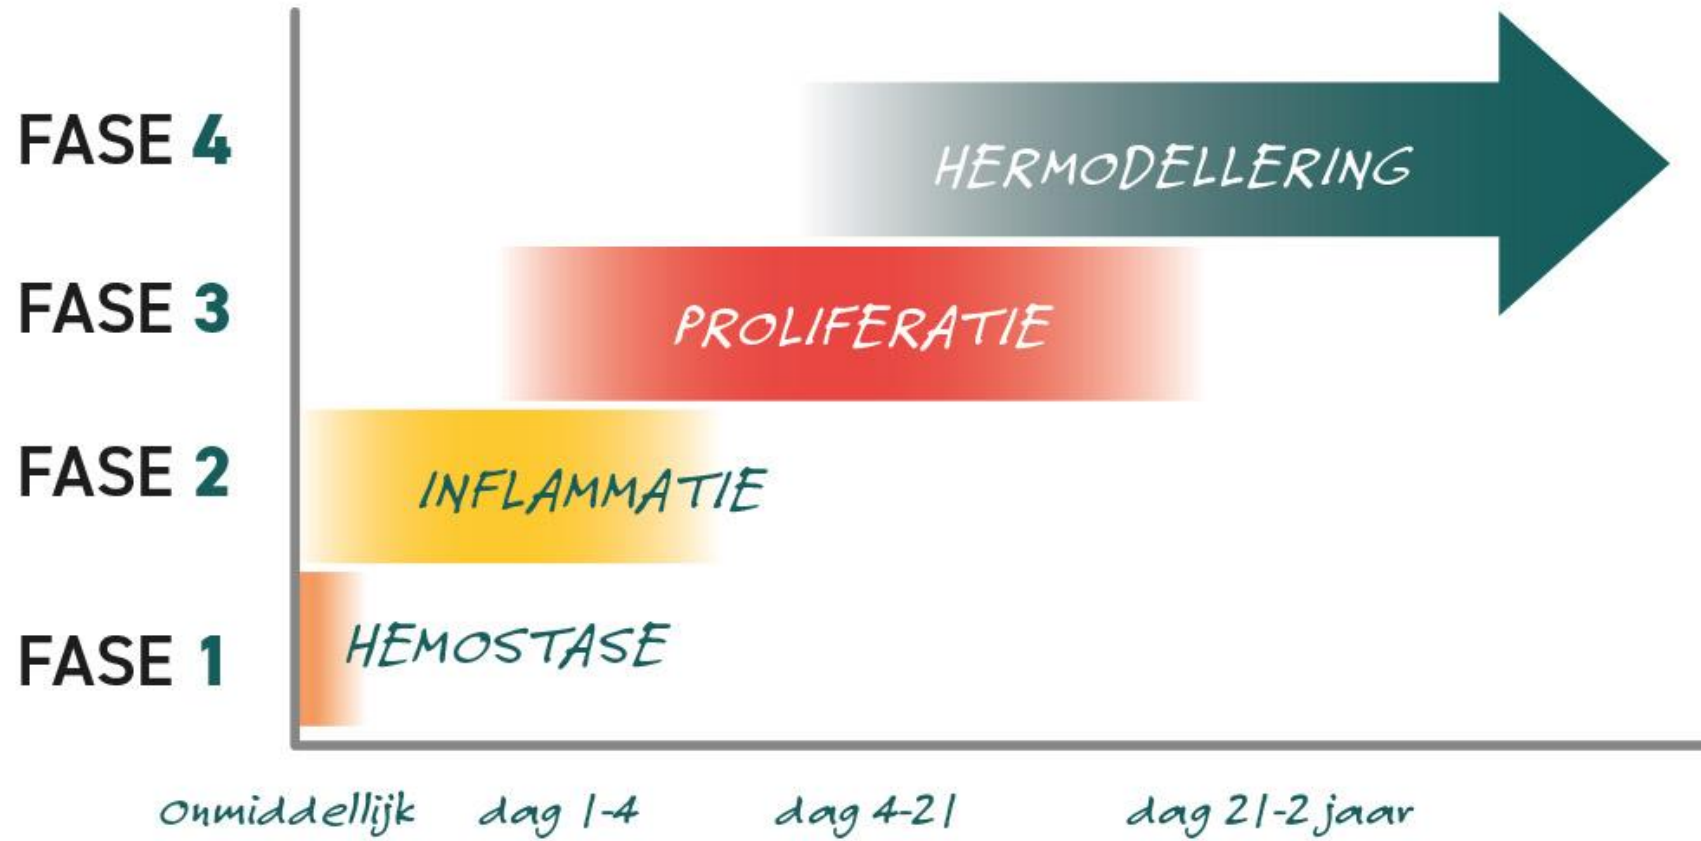 FASE 4
HERMODELLERING
FASE 3
PROLIFERATIE
FASE 2
INFLAMMATIE
FASE 1
HEMOSTASE
onmiddellijk
dag 1-4
dag 4-21
dag 21-2 jaar